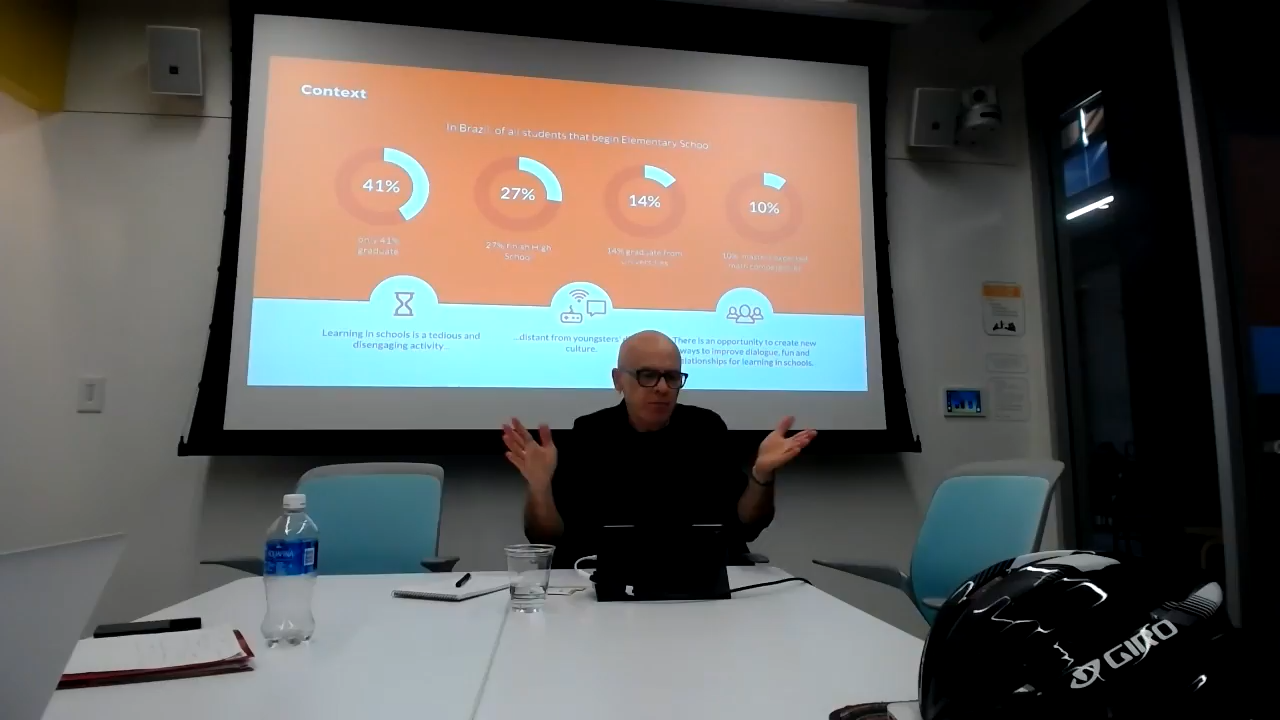 Context
In Brazil, of all students that begin Elementary School
41%
27%
14%
10%
only 41%
graduate
27% finish High
School
14% graduate from
universities
Learning in schools is a tedious and
disengaging activity...
...distant from youngsters'
culture.
There is an opportunity to create new
ways to improve dialogue, fun and
relationships for learning in schools.
GIRO